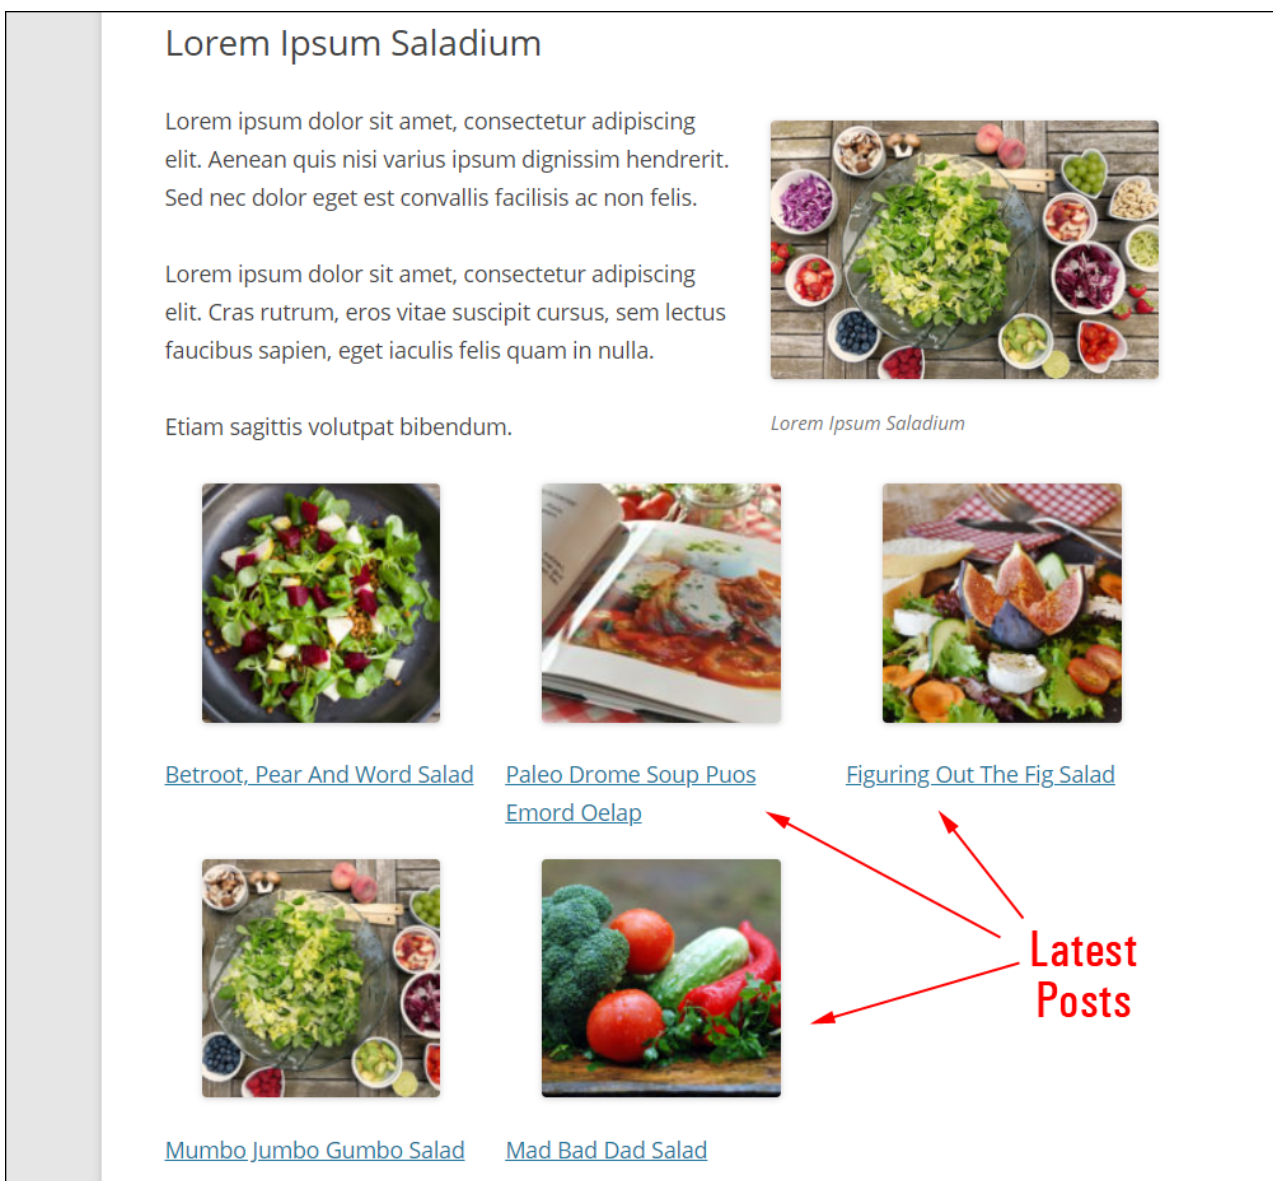 Lorem Ipsum Saladium
Lorem ipsum dolor sit amet, consectetur adipiscing
elit. Aenean quis nisi varius ipsum dignissim hendrerit.
Sed nec dolor eget est convallis facilisis ac non felis.
Lorem ipsum dolor sit amet, consectetur adipiscing
elit. Cras rutrum, eros vitae suscipit cursus, sem lectus
faucibus sapien, eget iaculis felis quam in nulla.
Etiam sagittis volutpat bibendum.
Lorem Ipsum Saladium
Betroot, Pear And Word Salad
Paleo Drome Soup Puos
Emord Oelap
Figuring Out The Fig Salad
Latest
Posts
Mumbo Jumbo Gumbo Salad
Mad Bad Dad Salad